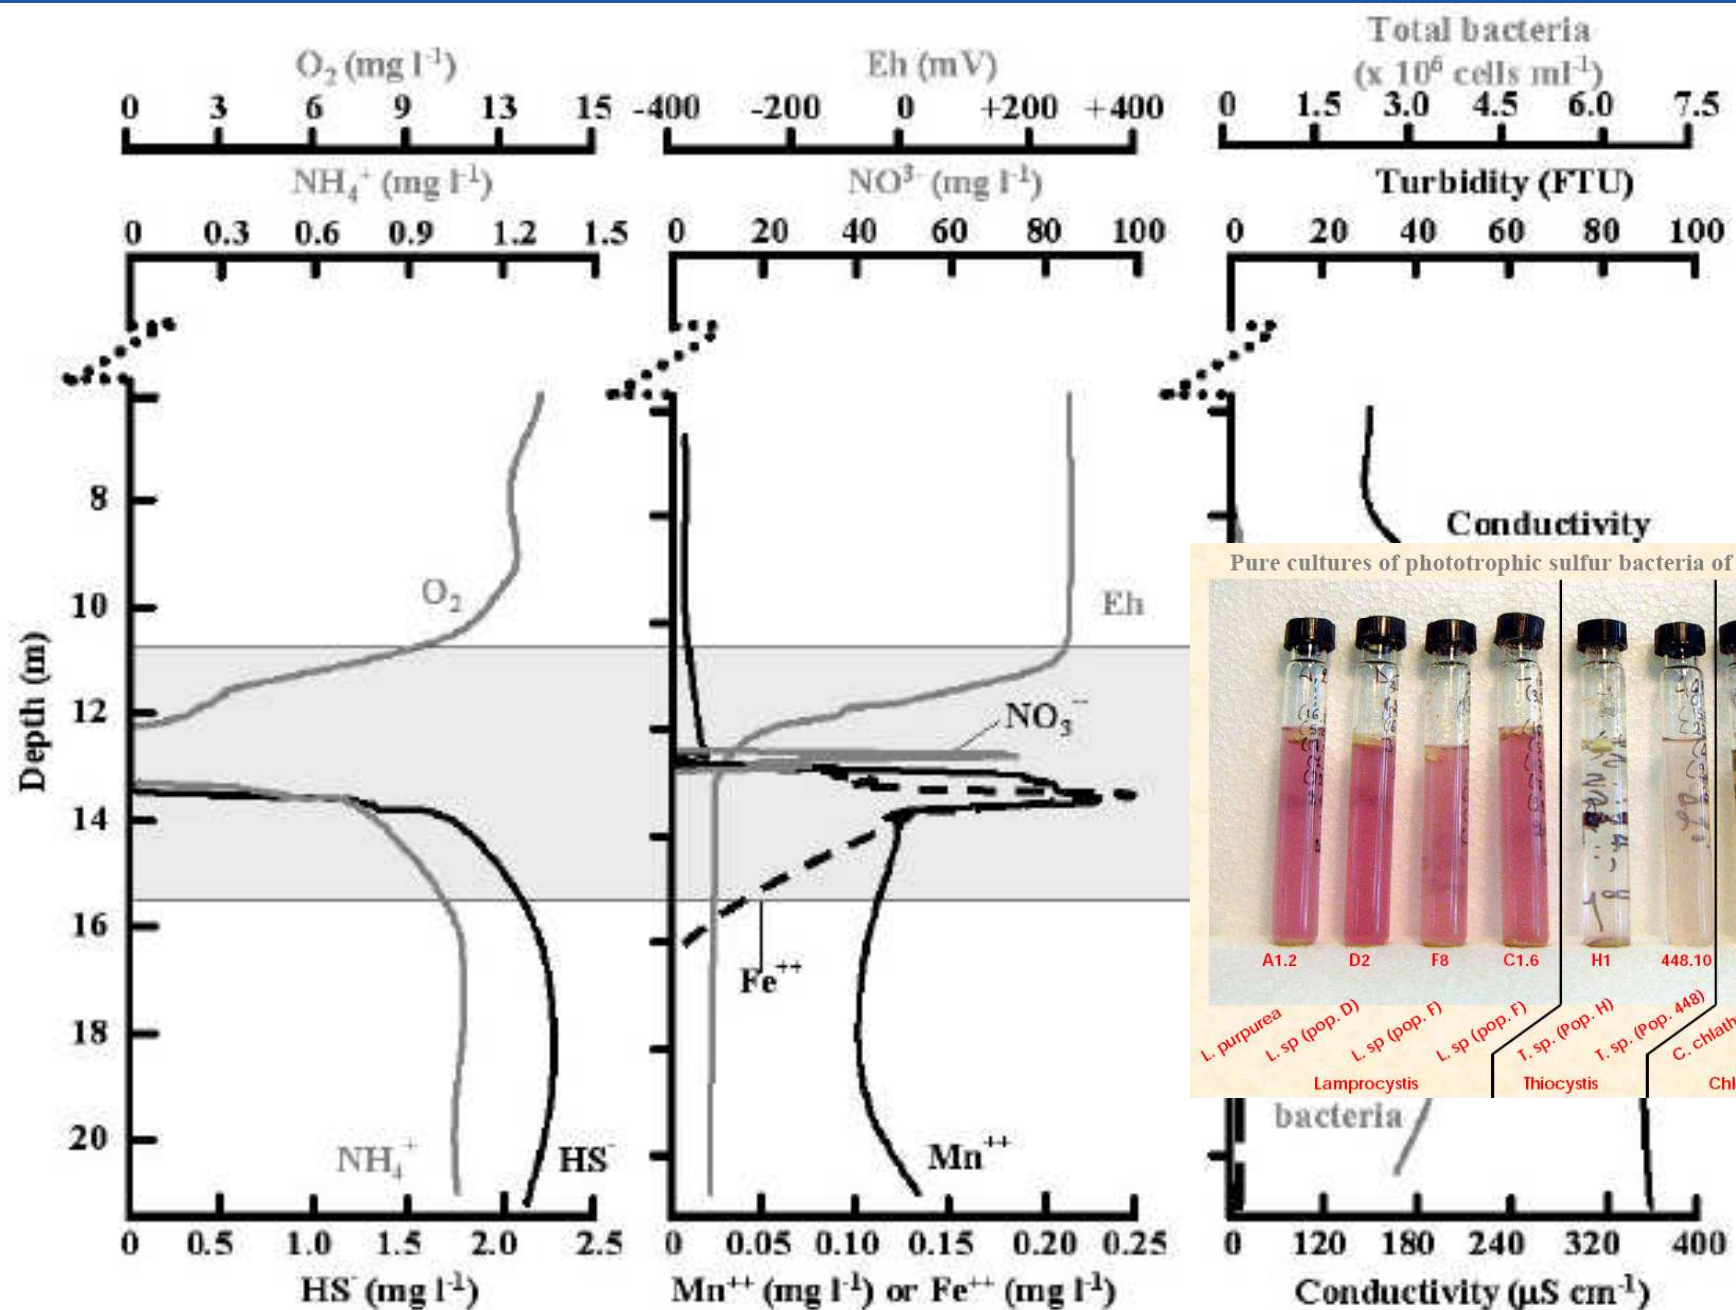 O₂ (mg l⁻¹)
0 3 6 9 13 15
NH₄⁺ (mg l⁻¹)
0 0.3 0.6 0.9 1.2 1.5
Eh (mV)
-400 -200 0 +200 +400
NO³⁻ (mg l⁻¹)
0 20 40 60 80 100
Total bacteria
(x 10⁶ cells ml⁻¹)
0 1.5 3.0 4.5 6.0 7.5
Turbidity (FTU)
0 20 40 60 80 100
Depth (m)
8
10
12
14
16
18
20
O₂
NH₄⁺
HS⁻
0 0.5 1.0 1.5 2.0 2.5
HS⁻ (mg l⁻¹)
Eh
NO₃⁻
Fe⁺⁺
Mn⁺⁺
0 0.05 0.10 0.15 0.20 0.25
Mn⁺⁺ (mg l⁻¹) or Fe⁺⁺ (mg l⁻¹)
Conductivity
Pure cultures of phototrophic sulfur bacteria of
A1.2 D2 F8 C1.6 H1 448.10
L. purpurea
L. sp (pop. D)
L. sp (pop. F)
L. sp (pop. F)
T. sp. (Pop. H)
T. sp. (Pop. 448)
C. chlath
Lamprocystis Thiocystis Chl
bacteria
0 120 180 240 320 400
Conductivity (µS cm⁻¹)